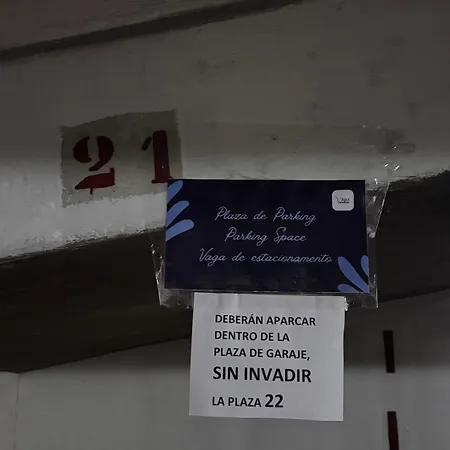 21
Plaza de Parking
Parking Space
Vaga de estacionamento
DEBERÁN APARCAR
DENTRO DE LA
PLAZA DE GARAJE,
SIN INVADIR
LA PLAZA 22